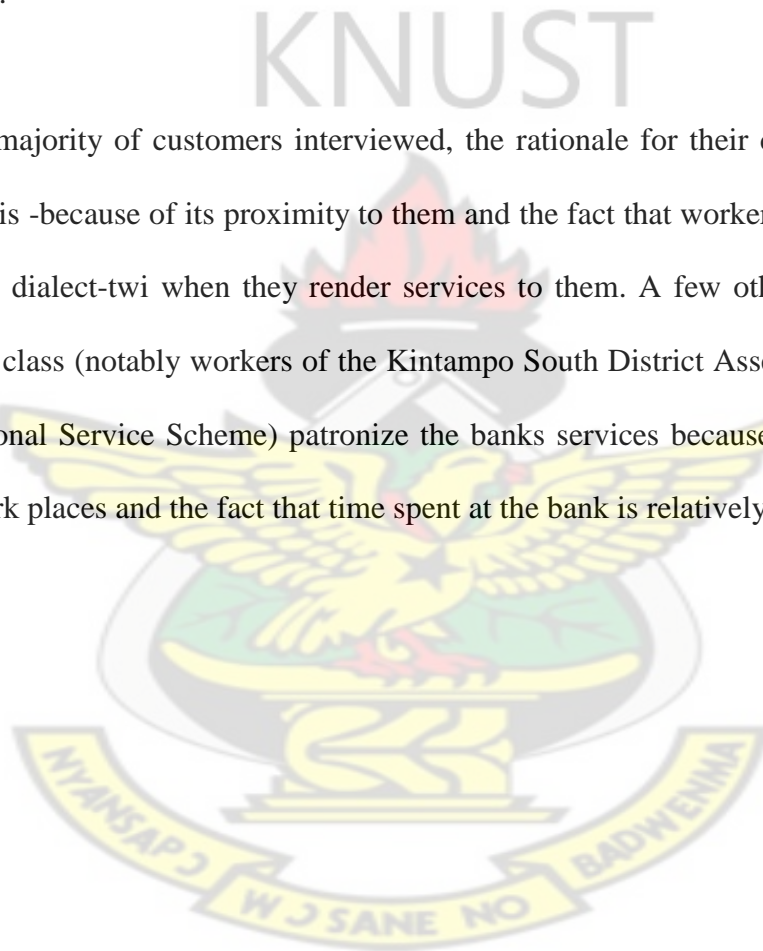 KNUST
majority of customers interviewed, the rationale for their
is -because of its proximity to them and the fact that worker
dialect-twi when they render services to them. A few oth
class (notably workers of the Kintampo South District Asse
onal Service Scheme) patronize the banks services because
rk places and the fact that time spent at the bank is relatively
NYANSAPƆ WƆSANE NO BADWENMA